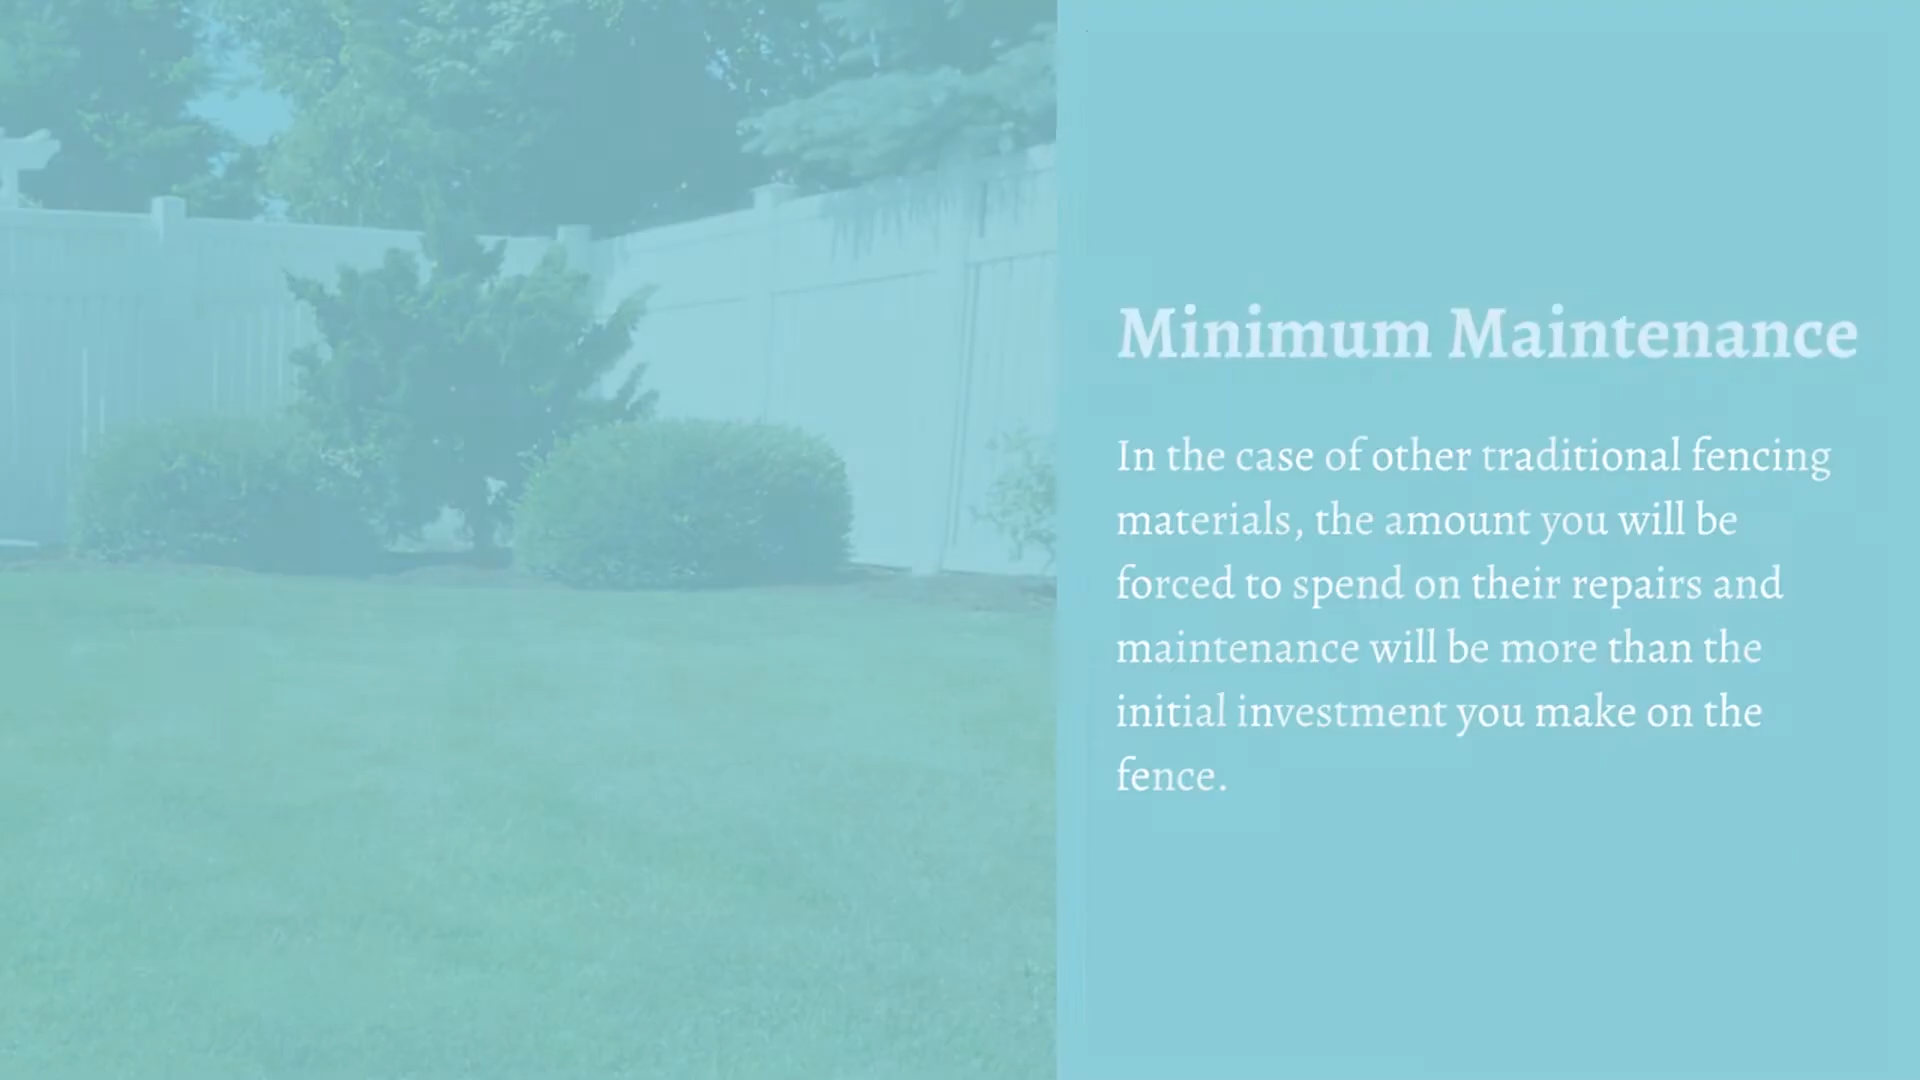 Minimum Maintenance
In the case of other traditional fencing
materials, the amount you will be
forced to spend on their repairs and
maintenance will be more than the
initial investment you make on the
fence.